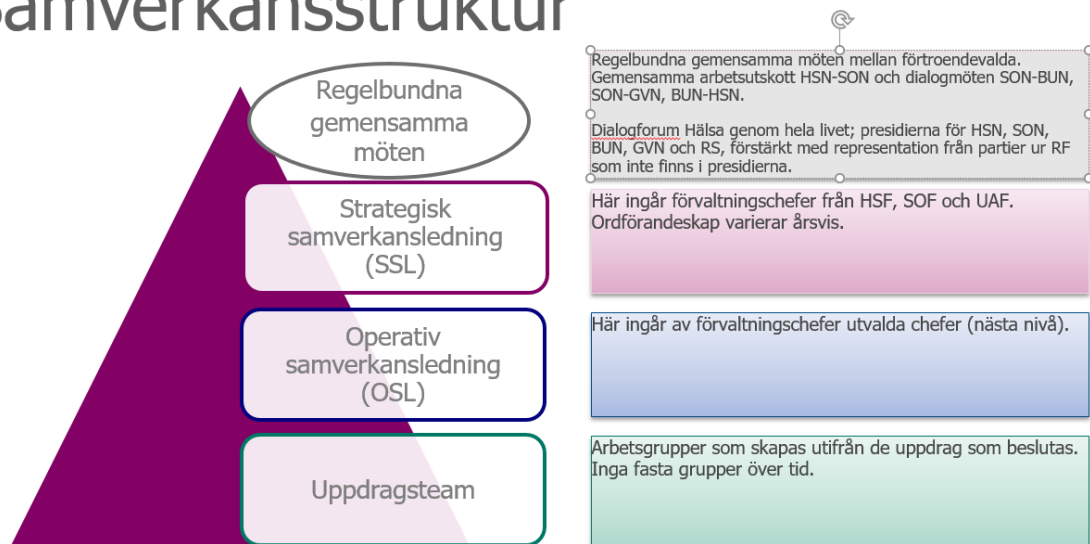 Samverkansstruktur
Regelbundna
gemensamma
möten
Regelbundna gemensamma möten mellan förtroendevalda.
Gemensamma arbetsutskott HSN-SON och dialogmöten SON-BUN,
SON-GVN, BUN-HSN.
Dialogforum Hälsa genom hela livet; presidierna för HSN, SON,
BUN, GVN och RS, förstärkt med representation från partier ur RF
som inte finns i presidierna.
Strategisk
samverkansledning
(SSL)
Här ingår förvaltningschefer från HSF, SOF och UAF.
Ordförandeskap varierar årsvis.
Operativ
samverkansledning
(OSL)
Här ingår av förvaltningschefer utvalda chefer (nästa nivå).
Uppdragsteam
Arbetsgrupper som skapas utifrån de uppdrag som beslutas.
Inga fasta grupper över tid.